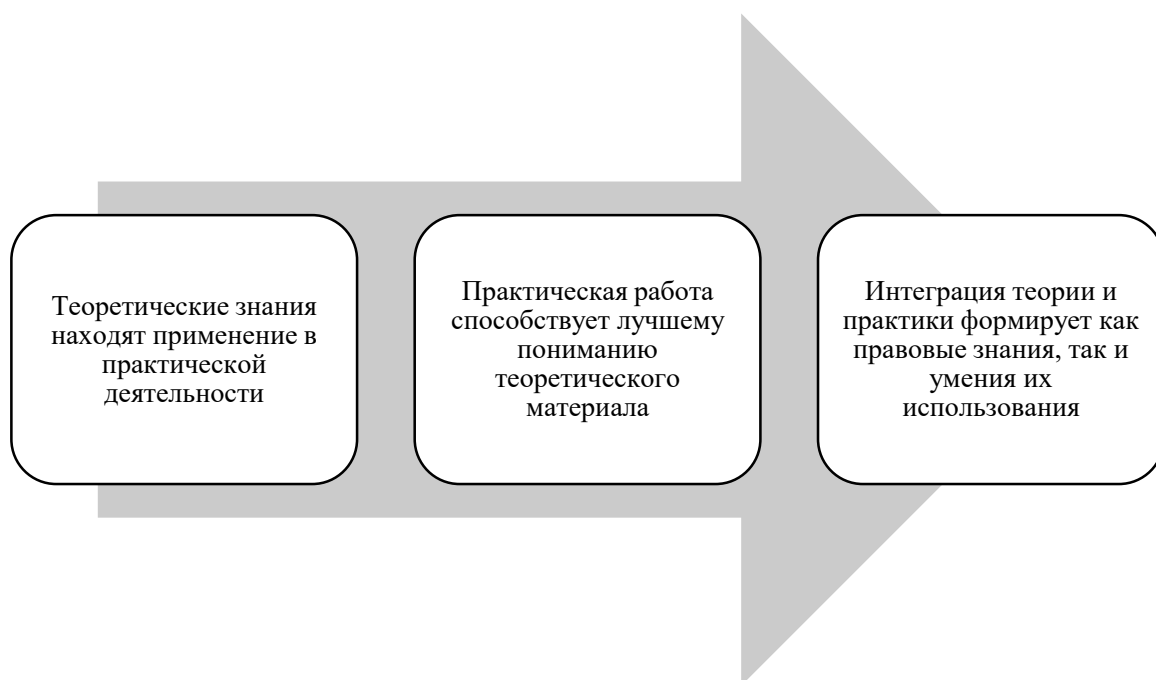 Теоретические знания
находят применение в
практической
деятельности
Практическая работа
способствует лучшему
пониманию
теоретического
материала
Интеграция теории и
практики формирует как
правовые знания, так и
умения их
использования